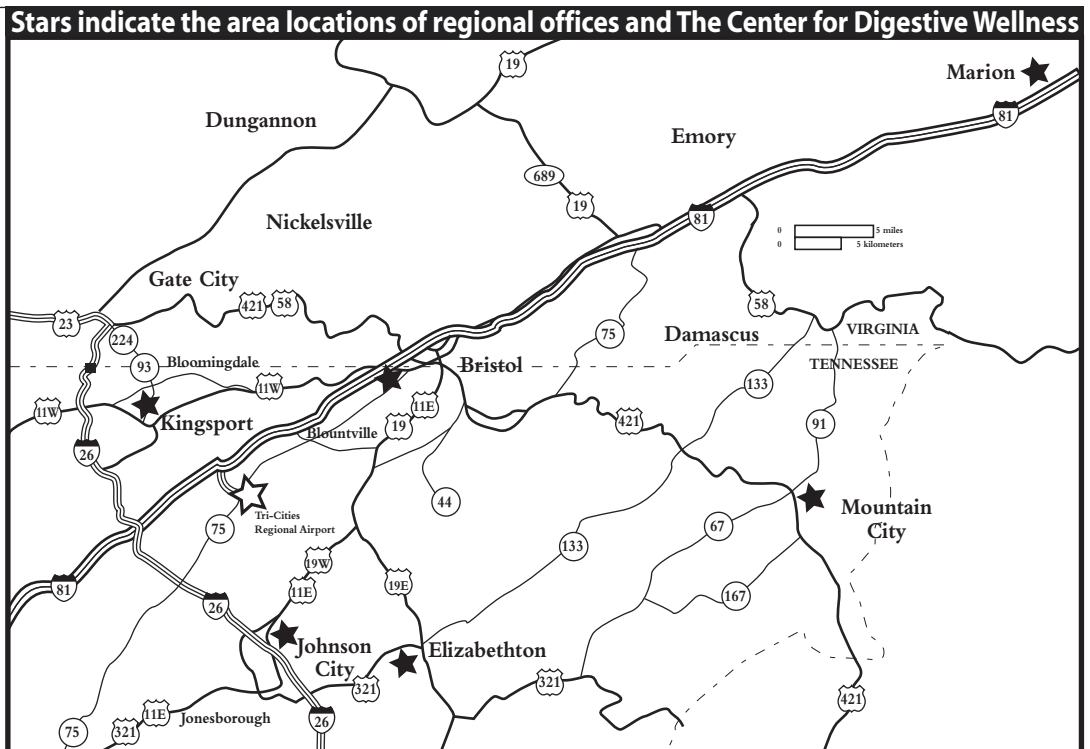 Stars indicate the area locations of regional offices and The Center for Digestive Wellness
19
Marion
81
Dungannon
Emory
689
19
81
Nickelsville
0 5 miles
0 5 kilometers
Gate City
421
58
58
23
224
75
Damascus
VIRGINIA
93
Bloomingdale
Bristol
TENNESSEE
11W
133
11W
11E
Kingsport
19
421
91
Blountville
26
44
Mountain
City
Tri-Cities
Regional Airport
75
67
133
19W
81
11E
19E
26
167
Johnson
City
Elizabethton
321
321
421
11E
Jonesborough
26
75
321